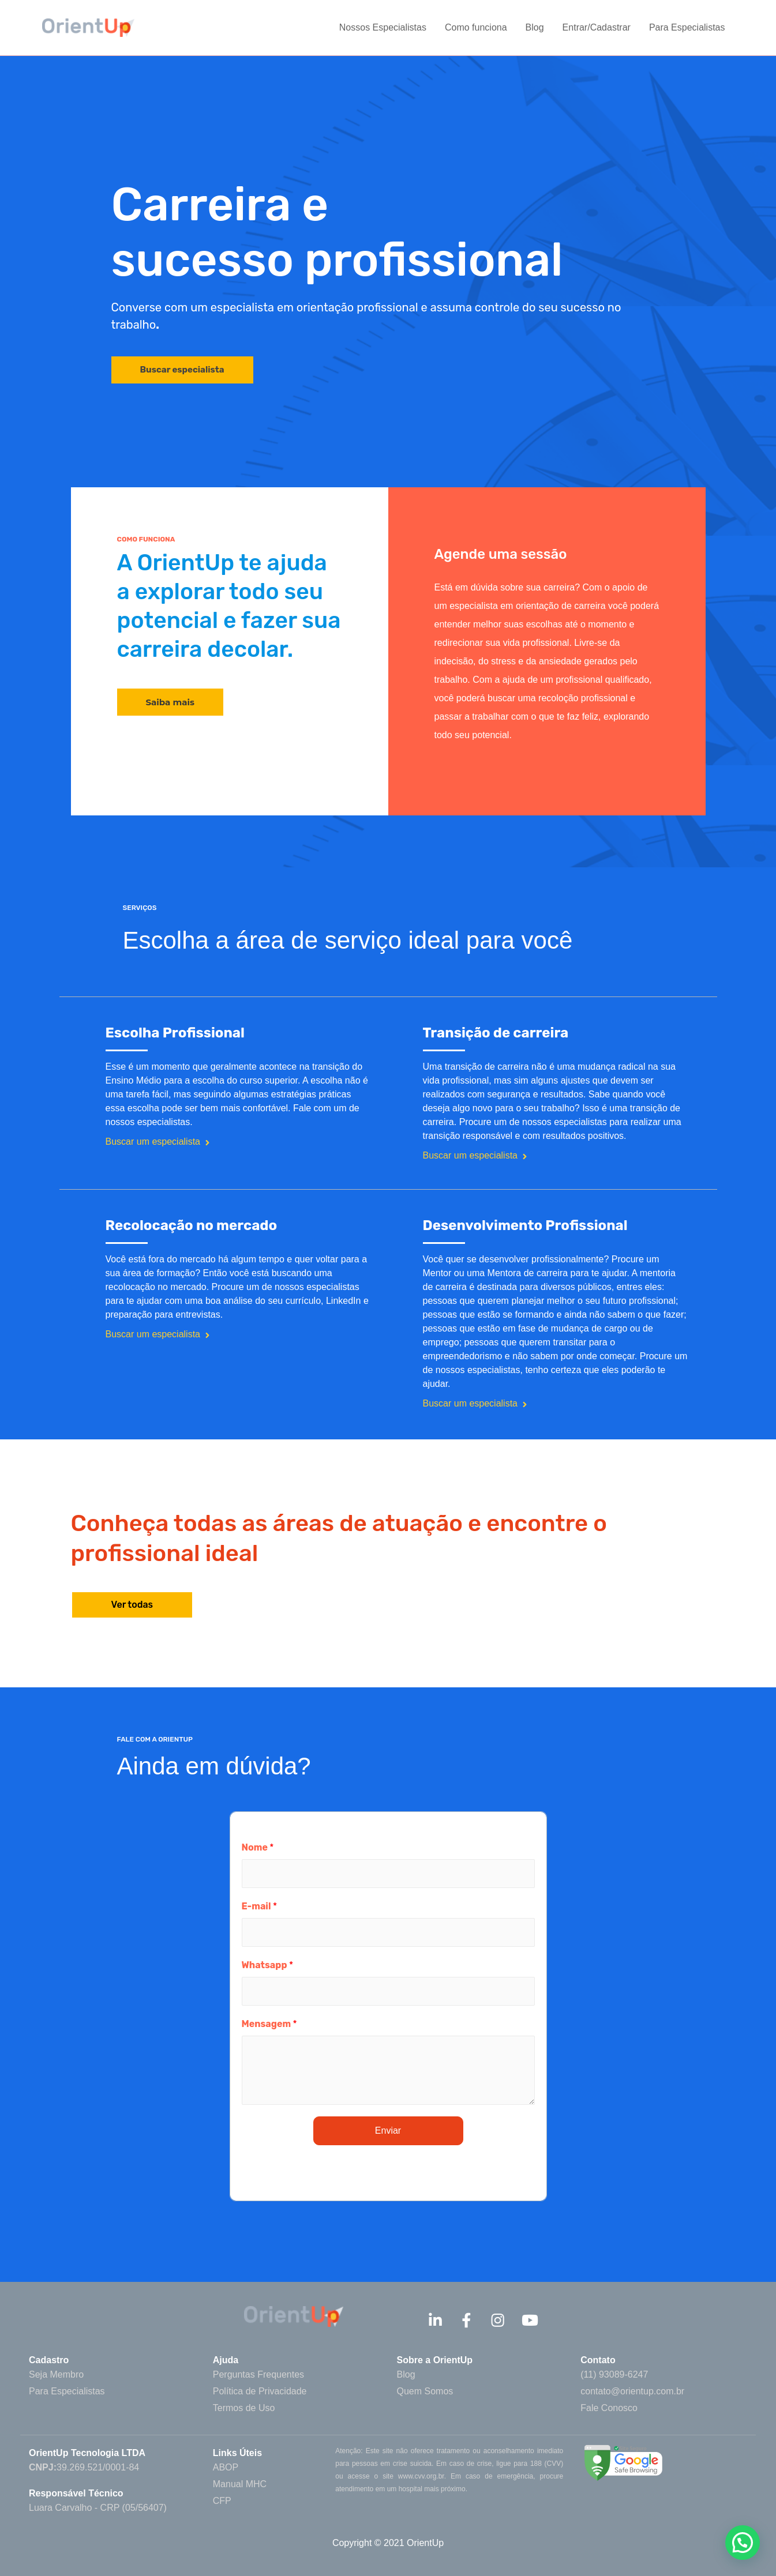 OrientUp
Nossos Especialistas Como funciona Blog Entrar/Cadastrar Para Especialistas
Carreira e
sucesso profissional
Converse com um especialista em orientação profissional e assuma controle do seu sucesso no
trabalho.
Buscar especialista
COMO FUNCIONA
A OrientUp te ajuda
a explorar todo seu
potencial e fazer sua
carreira decolar.
Saiba mais
Agende uma sessão
Está em dúvida sobre sua carreira? Com o apoio de
um especialista em orientação de carreira você poderá
entender melhor suas escolhas até o momento e
redirecionar sua vida profissional. Livre-se da
indecisão, do stress e da ansiedade gerados pelo
trabalho. Com a ajuda de um profissional qualificado,
você poderá buscar uma recoloção profissional e
passar a trabalhar com o que te faz feliz, explorando
todo seu potencial.
SERVIÇOS
Escolha a área de serviço ideal para você
Escolha Profissional
Esse é um momento que geralmente acontece na transição do
Ensino Médio para a escolha do curso superior. A escolha não é
uma tarefa fácil, mas seguindo algumas estratégias práticas
essa escolha pode ser bem mais confortável. Fale com um de
nossos especialistas.
Buscar um especialista
Transição de carreira
Uma transição de carreira não é uma mudança radical na sua
vida profissional, mas sim alguns ajustes que devem ser
realizados com segurança e resultados. Sabe quando você
deseja algo novo para o seu trabalho? Isso é uma transição de
carreira. Procure um de nossos especialistas para realizar uma
transição responsável e com resultados positivos.
Buscar um especialista
Recolocação no mercado
Você está fora do mercado há algum tempo e quer voltar para a
sua área de formação? Então você está buscando uma
recolocação no mercado. Procure um de nossos especialistas
para te ajudar com uma boa análise do seu currículo, LinkedIn e
preparação para entrevistas.
Buscar um especialista
Desenvolvimento Profissional
Você quer se desenvolver profissionalmente? Procure um
Mentor ou uma Mentora de carreira para te ajudar. A mentoria
de carreira é destinada para diversos públicos, entres eles:
pessoas que querem planejar melhor o seu futuro profissional;
pessoas que estão se formando e ainda não sabem o que fazer;
pessoas que estão em fase de mudança de cargo ou de
emprego; pessoas que querem transitar para o
empreendedorismo e não sabem por onde começar. Procure um
de nossos especialistas, tenho certeza que eles poderão te
ajudar.
Buscar um especialista
Conheça todas as áreas de atuação e encontre o
profissional ideal
Ver todas
FALE COM A ORIENTUP
Ainda em dúvida?
Nome *
E-mail *
Whatsapp *
Mensagem *
Enviar
OrientUp
Cadastro
Seja Membro
Para Especialistas
Ajuda
Perguntas Frequentes
Política de Privacidade
Termos de Uso
Sobre a OrientUp
Blog
Quem Somos
Contato
(11) 93089-6247
contato@orientup.com.br
Fale Conosco
OrientUp Tecnologia LTDA
CNPJ:39.269.521/0001-84
Responsável Técnico
Luara Carvalho - CRP (05/56407)
Links Úteis
ABOP
Manual MHC
CFP
Atenção: Este site não oferece tratamento ou aconselhamento imediato
para pessoas em crise suicida. Em caso de crise, ligue para 188 (CVV)
ou acesse o site www.cvv.org.br. Em caso de emergência, procure
atendimento em um hospital mais próximo.
Google
Safe Browsing
Copyright © 2021 OrientUp